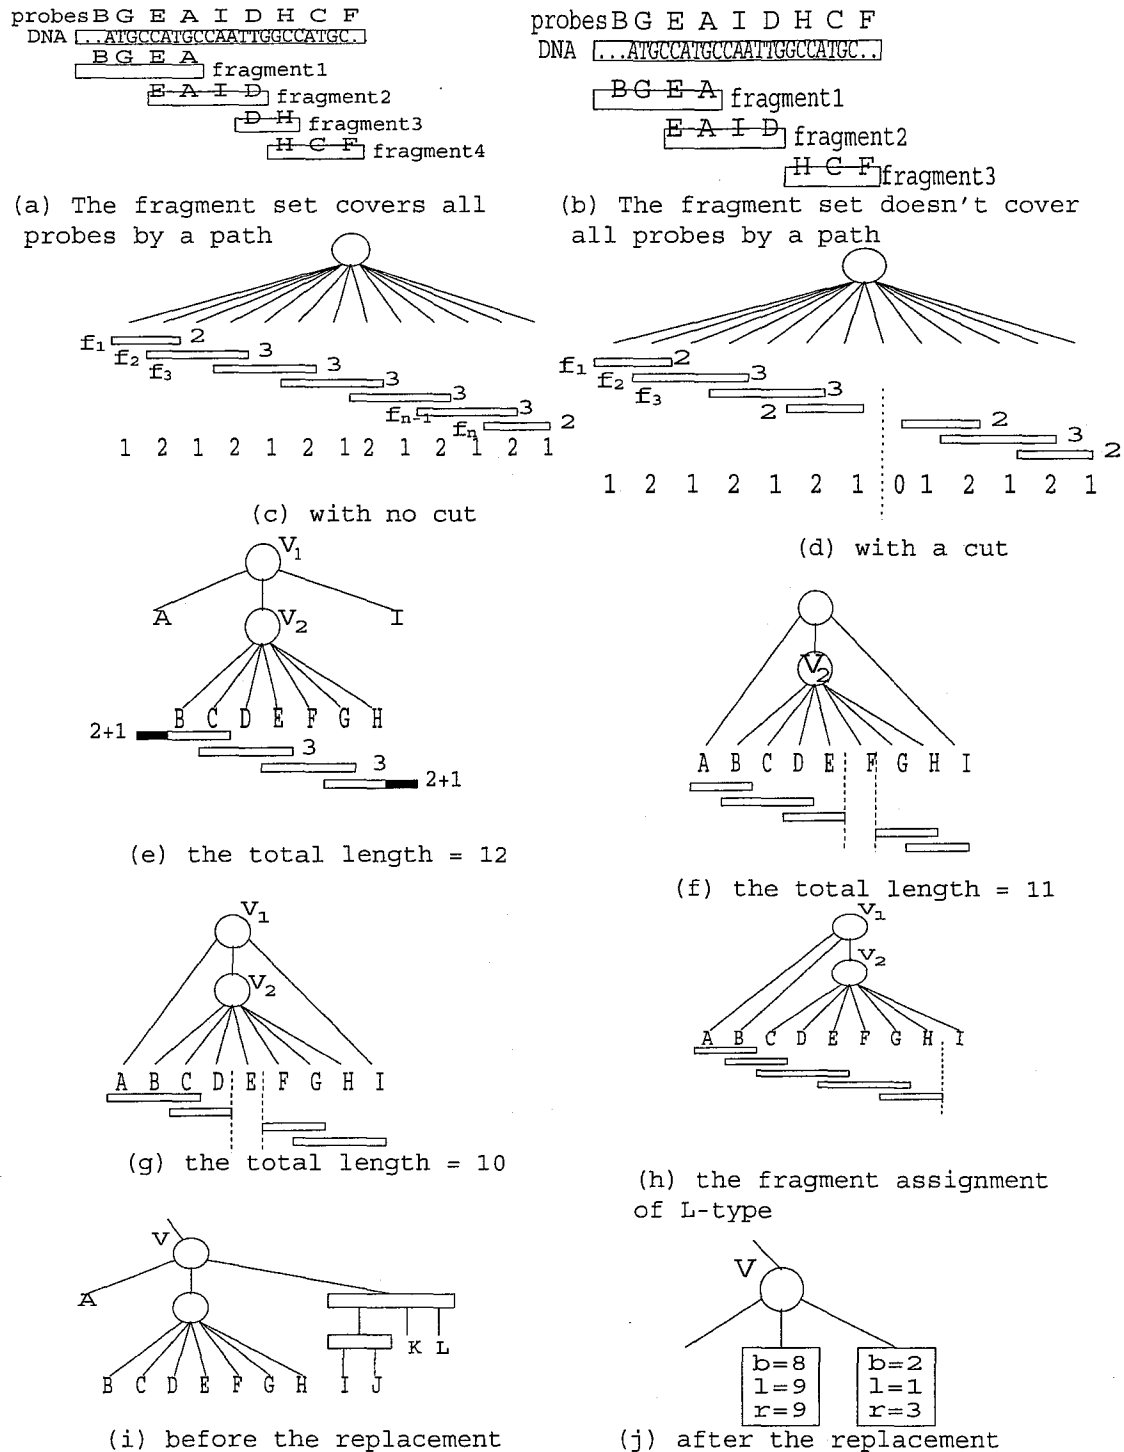 probes B G E A I D H C F
DNA ..ATGCCATGCCAATTGGCCATGC.
B G E A fragment1
E A I D fragment2
D H fragment3
H C F fragment4
(a) The fragment set covers all
probes by a path
probes B G E A I D H C F
DNA ...ATGCCATGCCAATTGGCCATGC..
B G E A fragment1
E A I D fragment2
H C F fragment3
(b) The fragment set doesn't cover
all probes by a path
f1 2
f2 3
f3 3
3
3
fn-1 3
fn 2
1 2 1 2 1 2 1 2 1 2 1 2 1
(c) with no cut
f1 2
f2 3
f3 3
2
2
3
2
1 2 1 2 1 2 1 0 1 2 1 2 1
(d) with a cut
V1
A I
V2
B C D E F G H
2+1
3
3
2+1
(e) the total length = 12
V2
A B C D E F G H I
(f) the total length = 11
V1
V2
A B C D E F G H I
(g) the total length = 10
V1
V2
A B C D E F G H I
(h) the fragment assignment
of L-type
V
A
K L
B C D E F G H I J
(i) before the replacement
V
b=8
l=9
r=9
b=2
l=1
r=3
(j) after the replacement